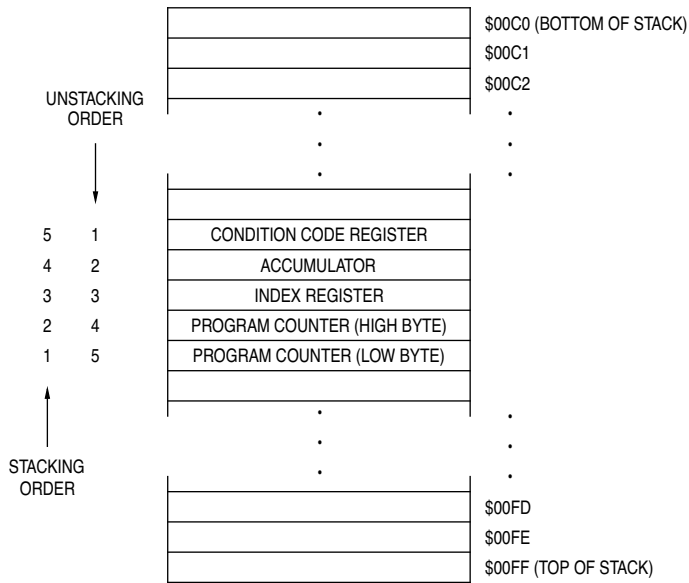 $00C0 (BOTTOM OF STACK)
$00C1
$00C2
UNSTACKING
ORDER
5 1 CONDITION CODE REGISTER
4 2 ACCUMULATOR
3 3 INDEX REGISTER
2 4 PROGRAM COUNTER (HIGH BYTE)
1 5 PROGRAM COUNTER (LOW BYTE)
STACKING
ORDER
$00FD
$00FE
$00FF (TOP OF STACK)